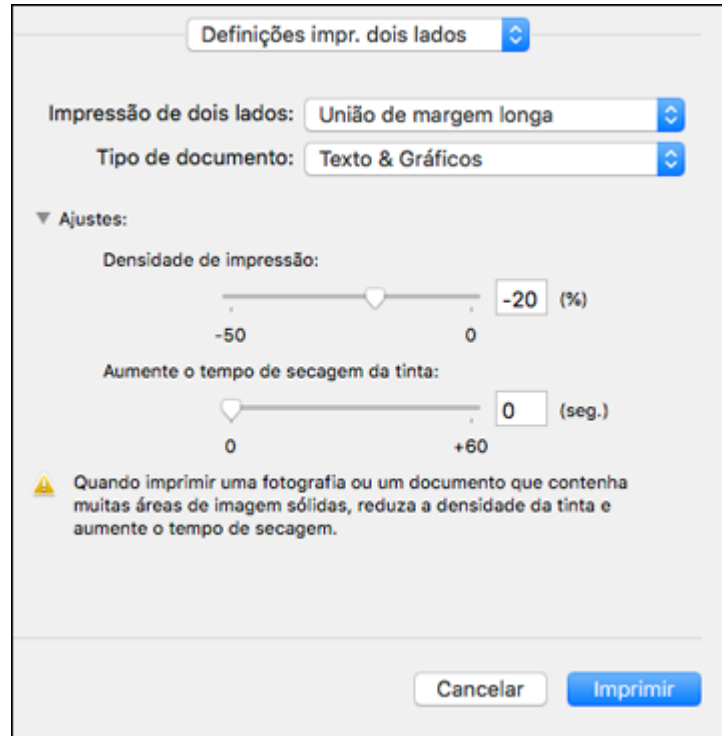 Definições impr. dois lados
Impressão de dois lados: União de margem longa
Tipo de documento: Texto & Gráficos
Ajustes:
Densidade de impressão:
-20 (%)
-50 0
Aumente o tempo de secagem da tinta:
0 (seg.)
0 +60
Quando imprimir uma fotografia ou um documento que contenha
muitas áreas de imagem sólidas, reduza a densidade da tinta e
aumente o tempo de secagem.
Cancelar Imprimir